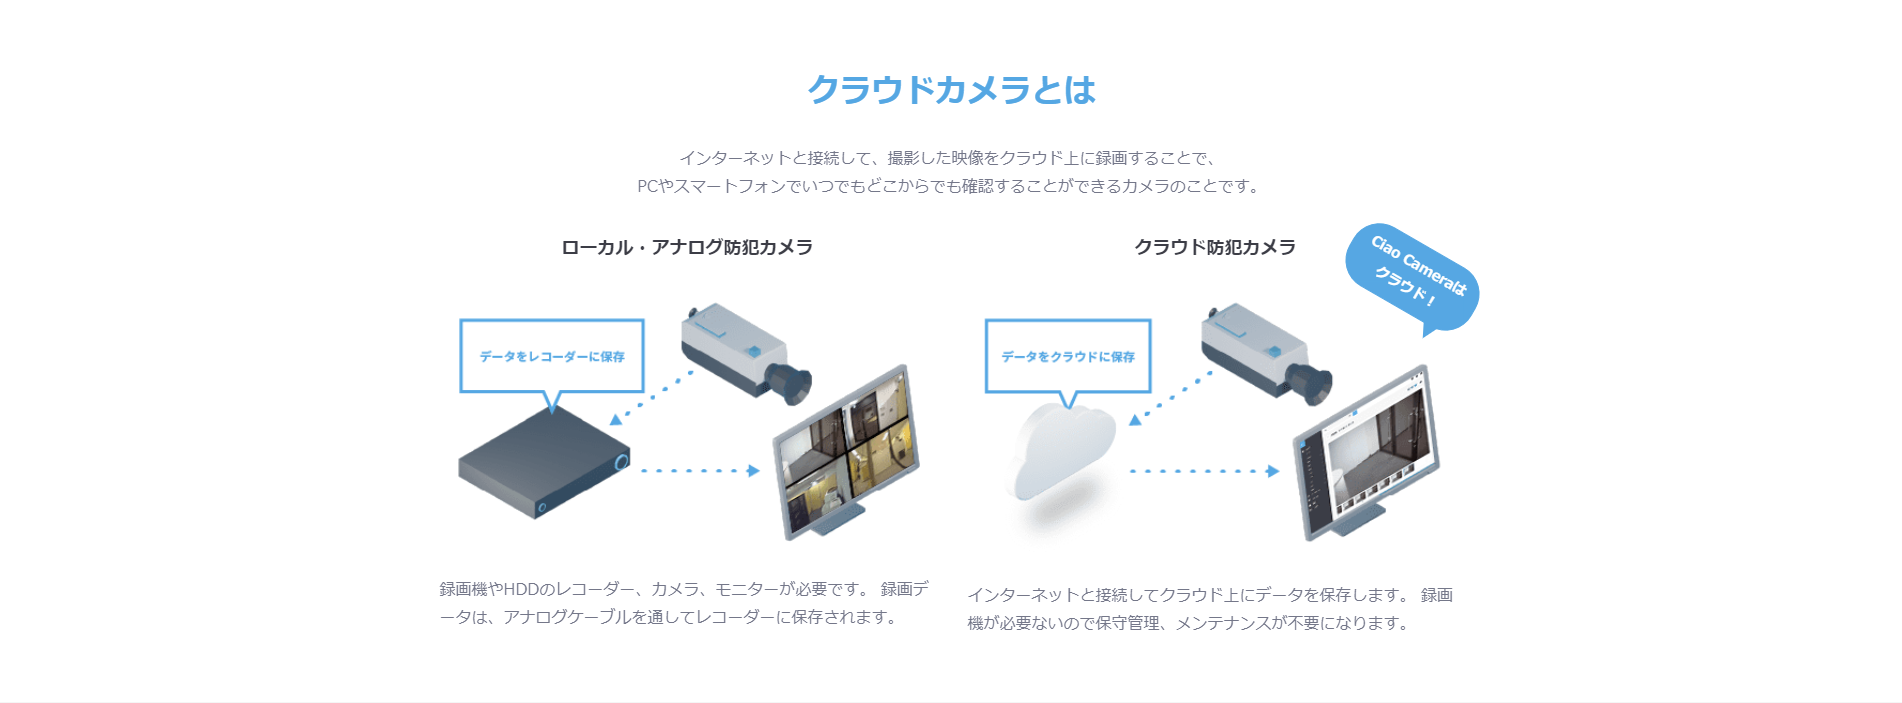 クラウドカメラとは
インターネットと接続して、撮影した映像をクラウド上に録画することで、
PCやスマートフォンでいつでもどこからでも確認することができるカメラのことです。
ローカル・アナログ防犯カメラ
データをレコーダーに保存
録画機やHDDのレコーダー、カメラ、モニターが必要です。 録画デ
ータは、アナログケーブルを通してレコーダーに保存されます。
クラウド防犯カメラ
Ciao Cameraは
クラウド！
データをクラウドに保存
インターネットと接続してクラウド上にデータを保存します。 録画
機が必要ないので保守管理、メンテナンスが不要になります。